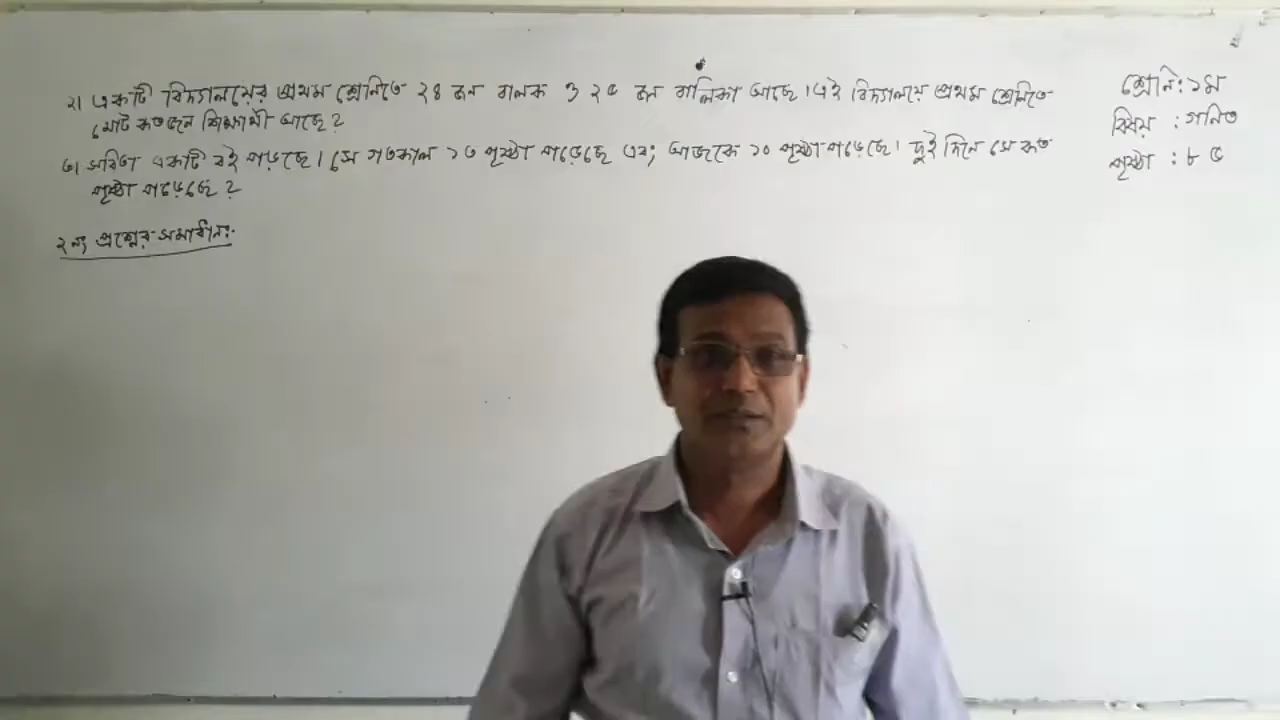 ২। একটি বিদ্যালয়ের প্রথম শ্রেনিতে ২৪ জন বালক ও ২৫ জন বালিকা আছে। এই বিদ্যালয়ে প্রথম শ্রেনিতে
মোট কতজন শিক্ষার্থী আছে?
৩। সবিতা একটি বই পড়ছে। সে গতকাল ১৩ পৃষ্ঠা পড়েছে এবং আজকে ১০ পৃষ্ঠা পড়েছে। দুই দিনে সে কত
পৃষ্ঠা পড়েছে?
২নং প্রশ্নের সমাধান:
শ্রেনি: ১ম
বিষয় : গনিত
পৃষ্ঠা : ৮৫